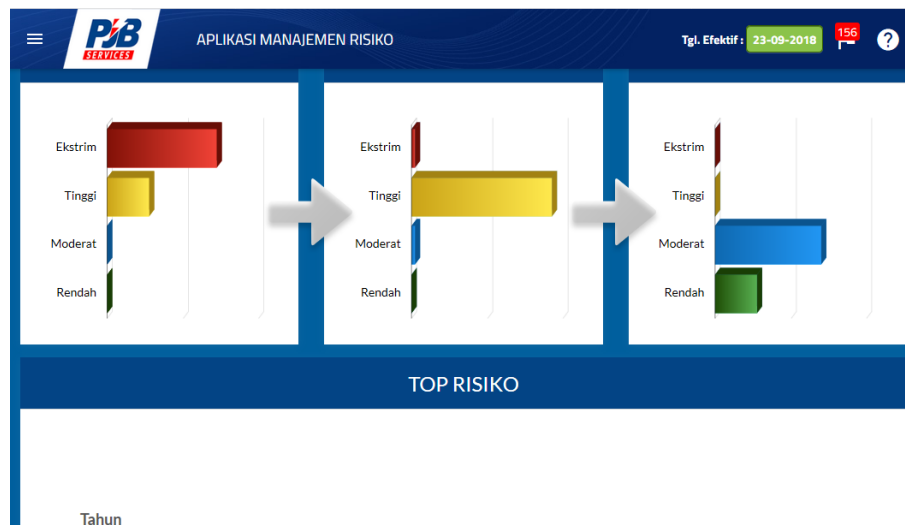 PJB
SERVICES
APLIKASI MANAJEMEN RISIKO
Tgl. Efektif : 23-09-2018
156
?
Ekstrim
Tinggi
Moderat
Rendah
Ekstrim
Tinggi
Moderat
Rendah
Ekstrim
Tinggi
Moderat
Rendah
TOP RISIKO
Tahun